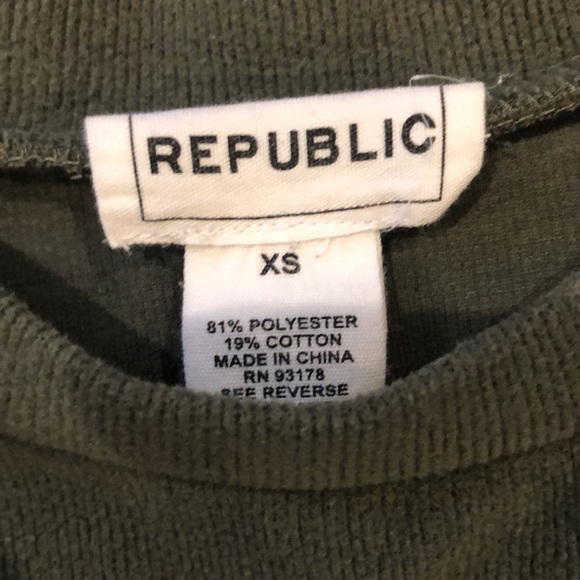 REPUBLIC
XS
81% POLYESTER
19% COTTON
MADE IN CHINA
RN 93178
SEE REVERSE